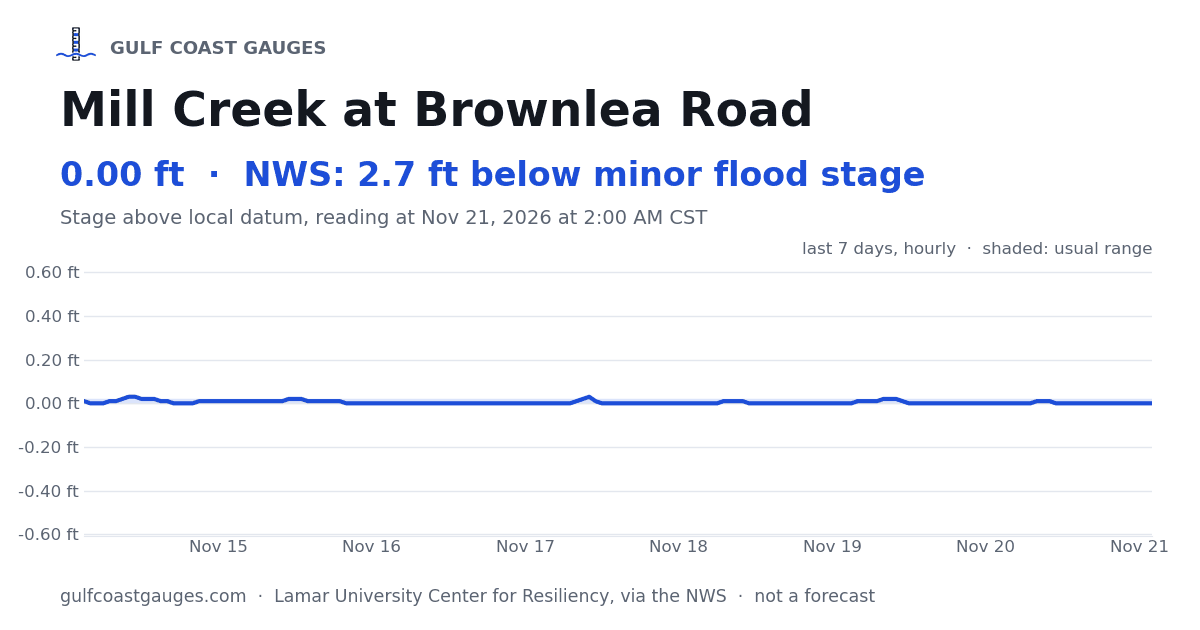 GULF COAST GAUGES
Mill Creek at Brownlea Road
0.00 ft · NWS: 2.7 ft below minor flood stage
Stage above local datum, reading at Nov 21, 2026 at 2:00 AM CST
last 7 days, hourly · shaded: usual range
0.60 ft
0.40 ft
0.20 ft
0.00 ft
-0.20 ft
-0.40 ft
-0.60 ft
Nov 15 Nov 16 Nov 17 Nov 18 Nov 19 Nov 20 Nov 21
gulfcoastgauges.com · Lamar University Center for Resiliency, via the NWS · not a forecast